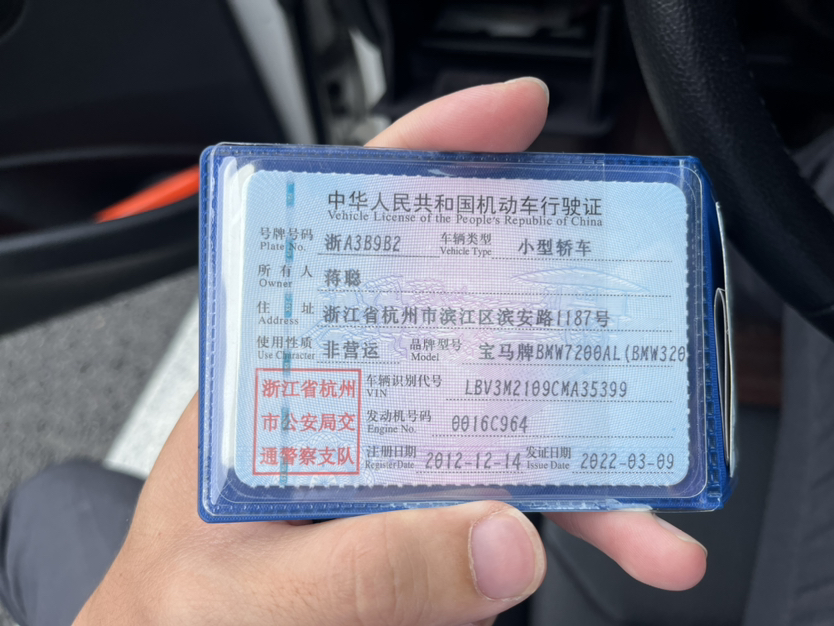 中华人民共和国机动车行驶证
Vehicle License of the People's Republic of China
号牌号码 浙A3B9B2 车辆类型 小型轿车
Plate No. Vehicle Type
所有人 蒋聪
Owner
住址 浙江省杭州市滨江区滨安路1187号
Address
使用性质 非营运 品牌型号 宝马牌BMW7200AL(BMW320
Use Character Model
浙江省杭州
市公安局交
通警察支队
车辆识别代号 LBV3M2109CMA35399
VIN
发动机号码 0016C964
Engine No.
注册日期 2012-12-14 发证日期 2022-03-09
Register Date Issue Date